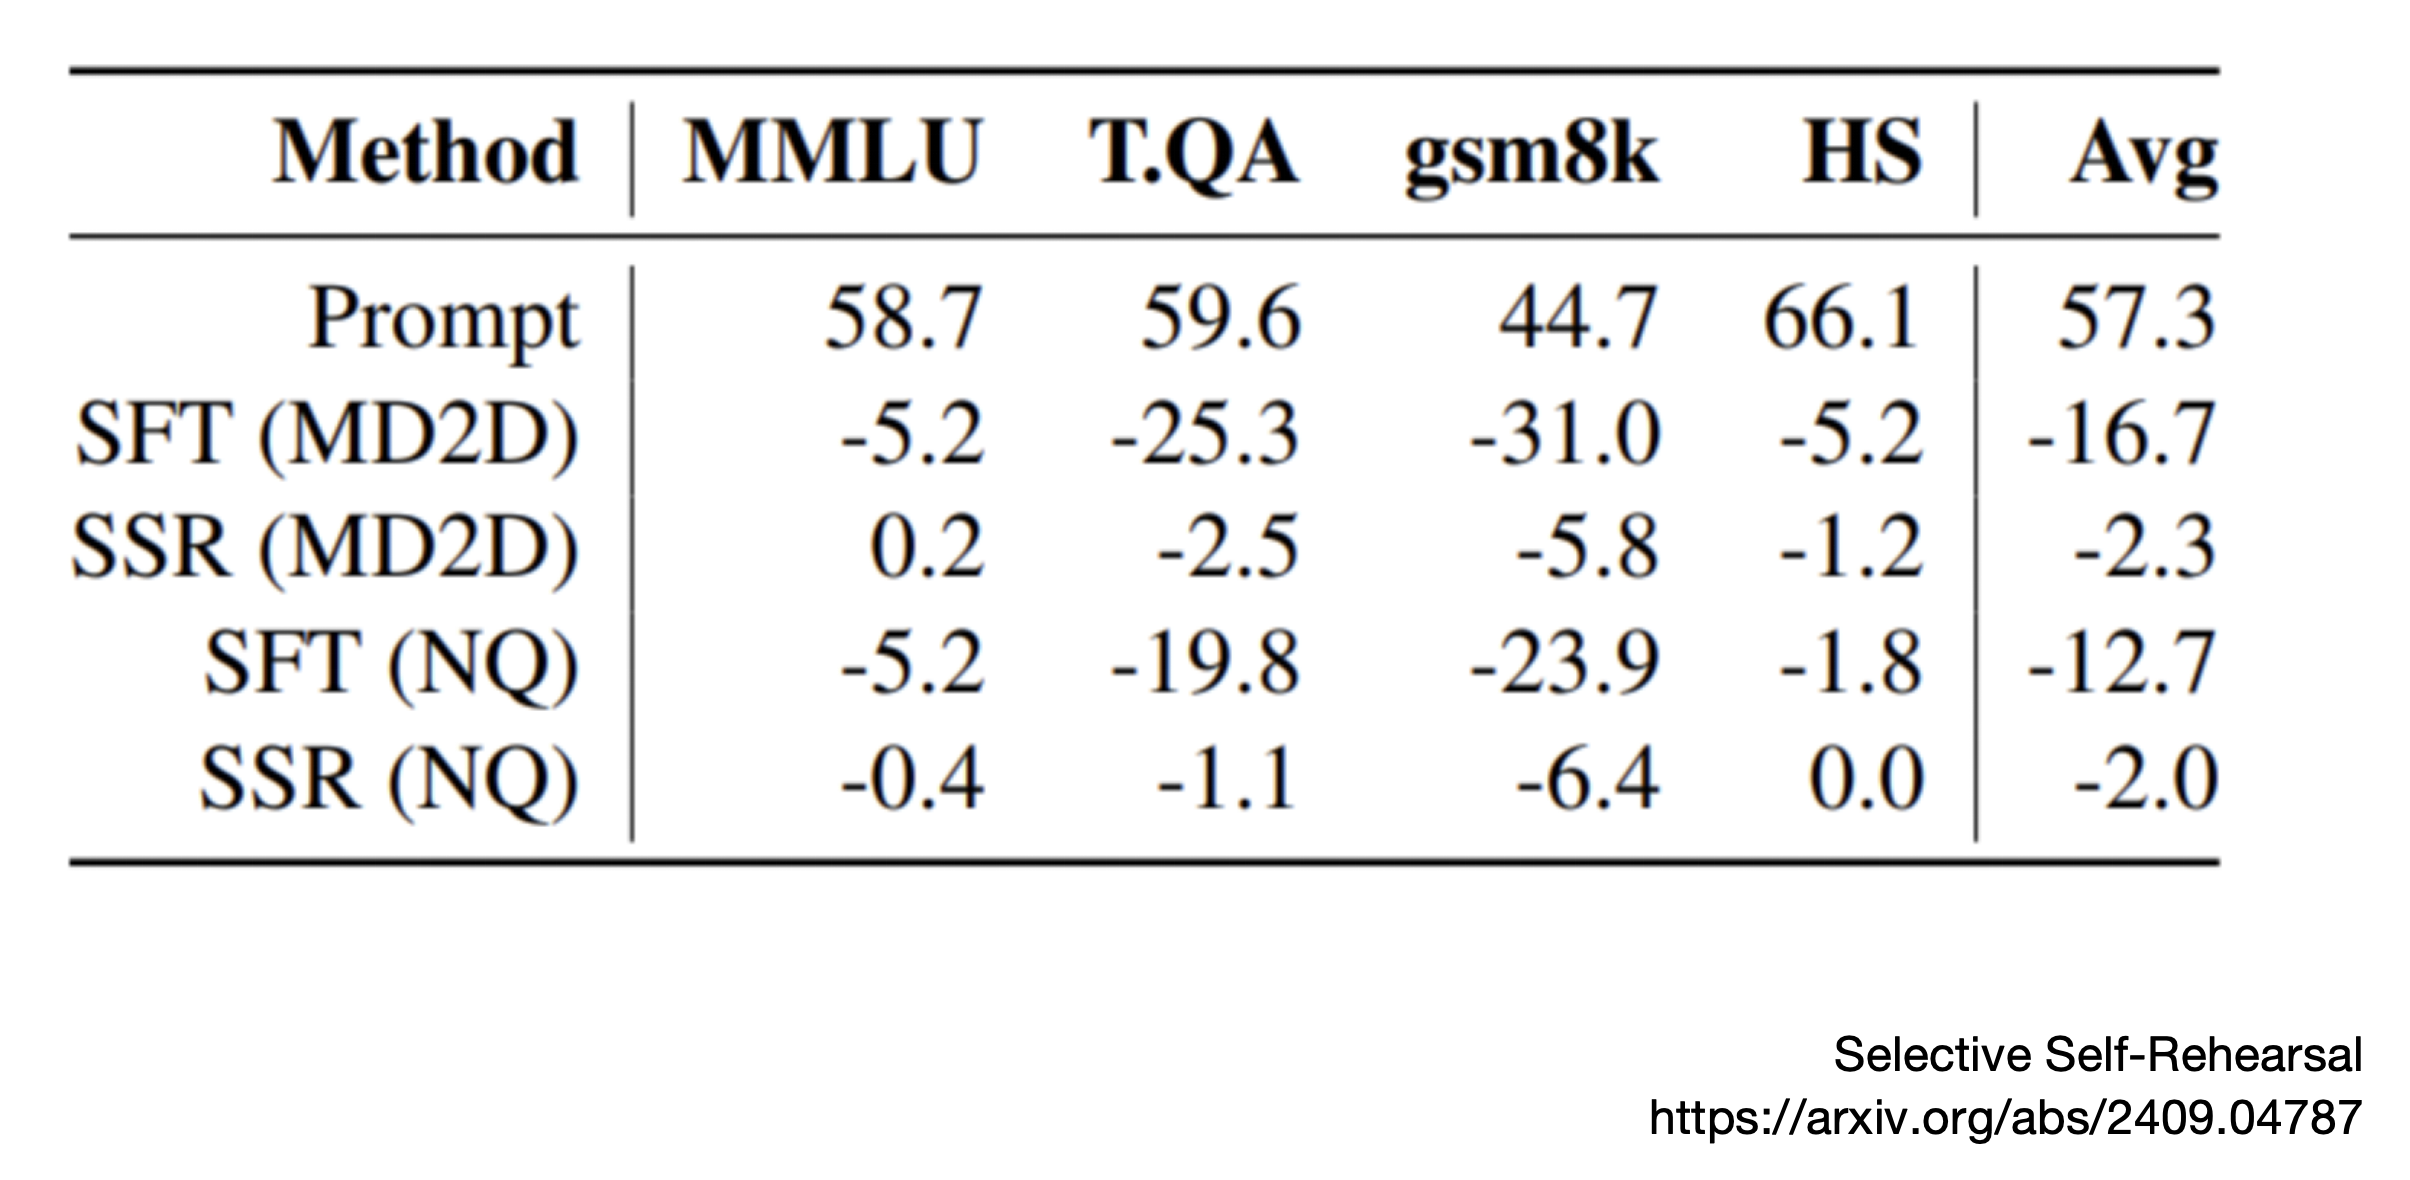 Method MMLU T.QA gsm8k HS Avg
Prompt 58.7 59.6 44.7 66.1 57.3
SFT (MD2D) -5.2 -25.3 -31.0 -5.2 -16.7
SSR (MD2D) 0.2 -2.5 -5.8 -1.2 -2.3
SFT (NQ) -5.2 -19.8 -23.9 -1.8 -12.7
SSR (NQ) -0.4 -1.1 -6.4 0.0 -2.0
Selective Self-Rehearsal
https://arxiv.org/abs/2409.04787